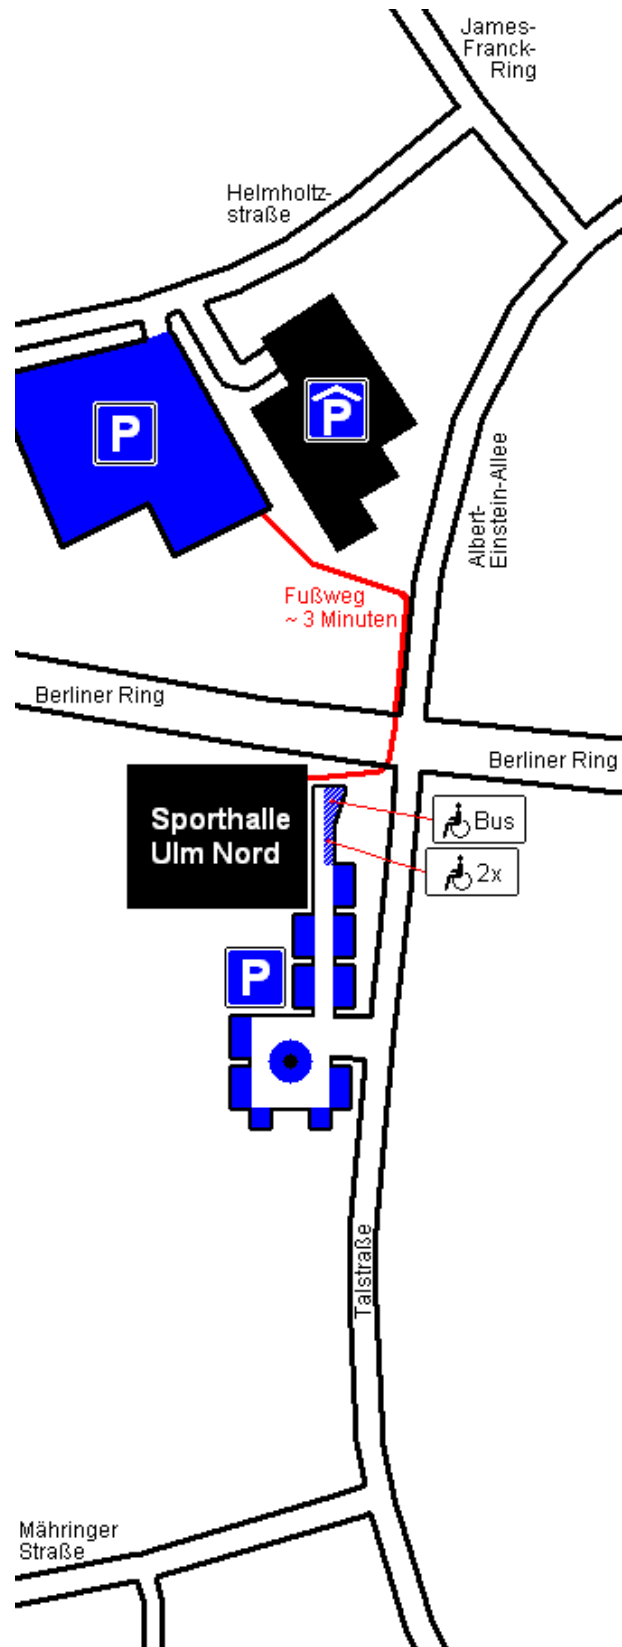 James-
Franck-
Ring
Helmholtz-
straße
P
P
Albert-
Einstein-Allee
Fußweg
~ 3 Minuten
Berliner Ring
Berliner Ring
Sporthalle
Ulm Nord
Bus
2x
P
Talstraße
Mähringer
Straße